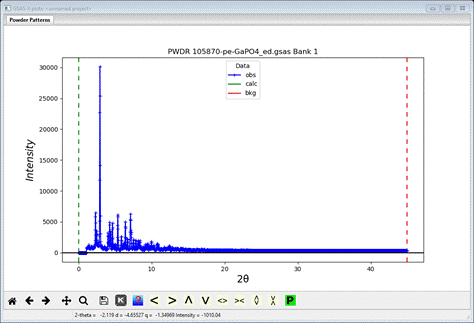 GSAS-II plots: <unnamed project>
Powder Patterns
PWDR 105870-pe-GaPO4_ed.gsas Bank 1
Data
obs
calc
bkg
30000
25000
20000
15000
10000
5000
0
Intensity
0 10 20 30 40
2θ
K
P
2-theta = -2.119 d = -4.65527 q = -1.34969 Intensity = -1010.04